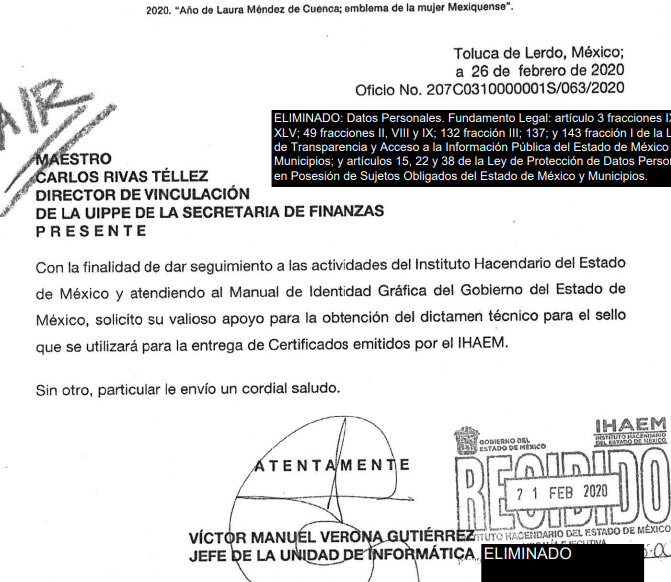 2020. "Año de Laura Méndez de Cuenca; emblema de la mujer Mexiquense".
Toluca de Lerdo, México;
a 26 de febrero de 2020
Oficio No. 207C0310000001S/063/2020
ELIMINADO: Datos Personales. Fundamento Legal: artículo 3 fracciones
XLV; 49 fracciones II, VIII y IX; 132 fracción III; 137; y 143 fracción I de la
de Transparencia y Acceso a la Información Pública del Estado de México
Municipios; y artículos 15, 22 y 38 de la Ley de Protección de Datos
en Posesión de Sujetos Obligados del Estado de México y Municipios.
MAESTRO
CARLOS RIVAS TÉLLEZ
DIRECTOR DE VINCULACIÓN
DE LA UIPPE DE LA SECRETARIA DE FINANZAS
P R E S E N T E
Con la finalidad de dar seguimiento a las actividades del Instituto Hacendario del Estado
de México y atendiendo al Manual de Identidad Gráfica del Gobierno del Estado de
México, solicito su valioso apoyo para la obtención del dictamen técnico para el sello
que se utilizará para la entrega de Certificados emitidos por el IHAEM.
Sin otro, particular le envío un cordial saludo.
A T E N T A M E N T E
GOBIERNO DEL
ESTADO DE MÉXICO
IHAEM
INSTITUTO HACENDARIO
DEL ESTADO DE MÉXICO
RECIBIDO
21 FEB 2020
HACENDARIO DEL ESTADO DE MÉXICO
VÍCTOR MANUEL VERONA GUTIÉRREZ
JEFE DE LA UNIDAD DE INFORMÁTICA
ELIMINADO